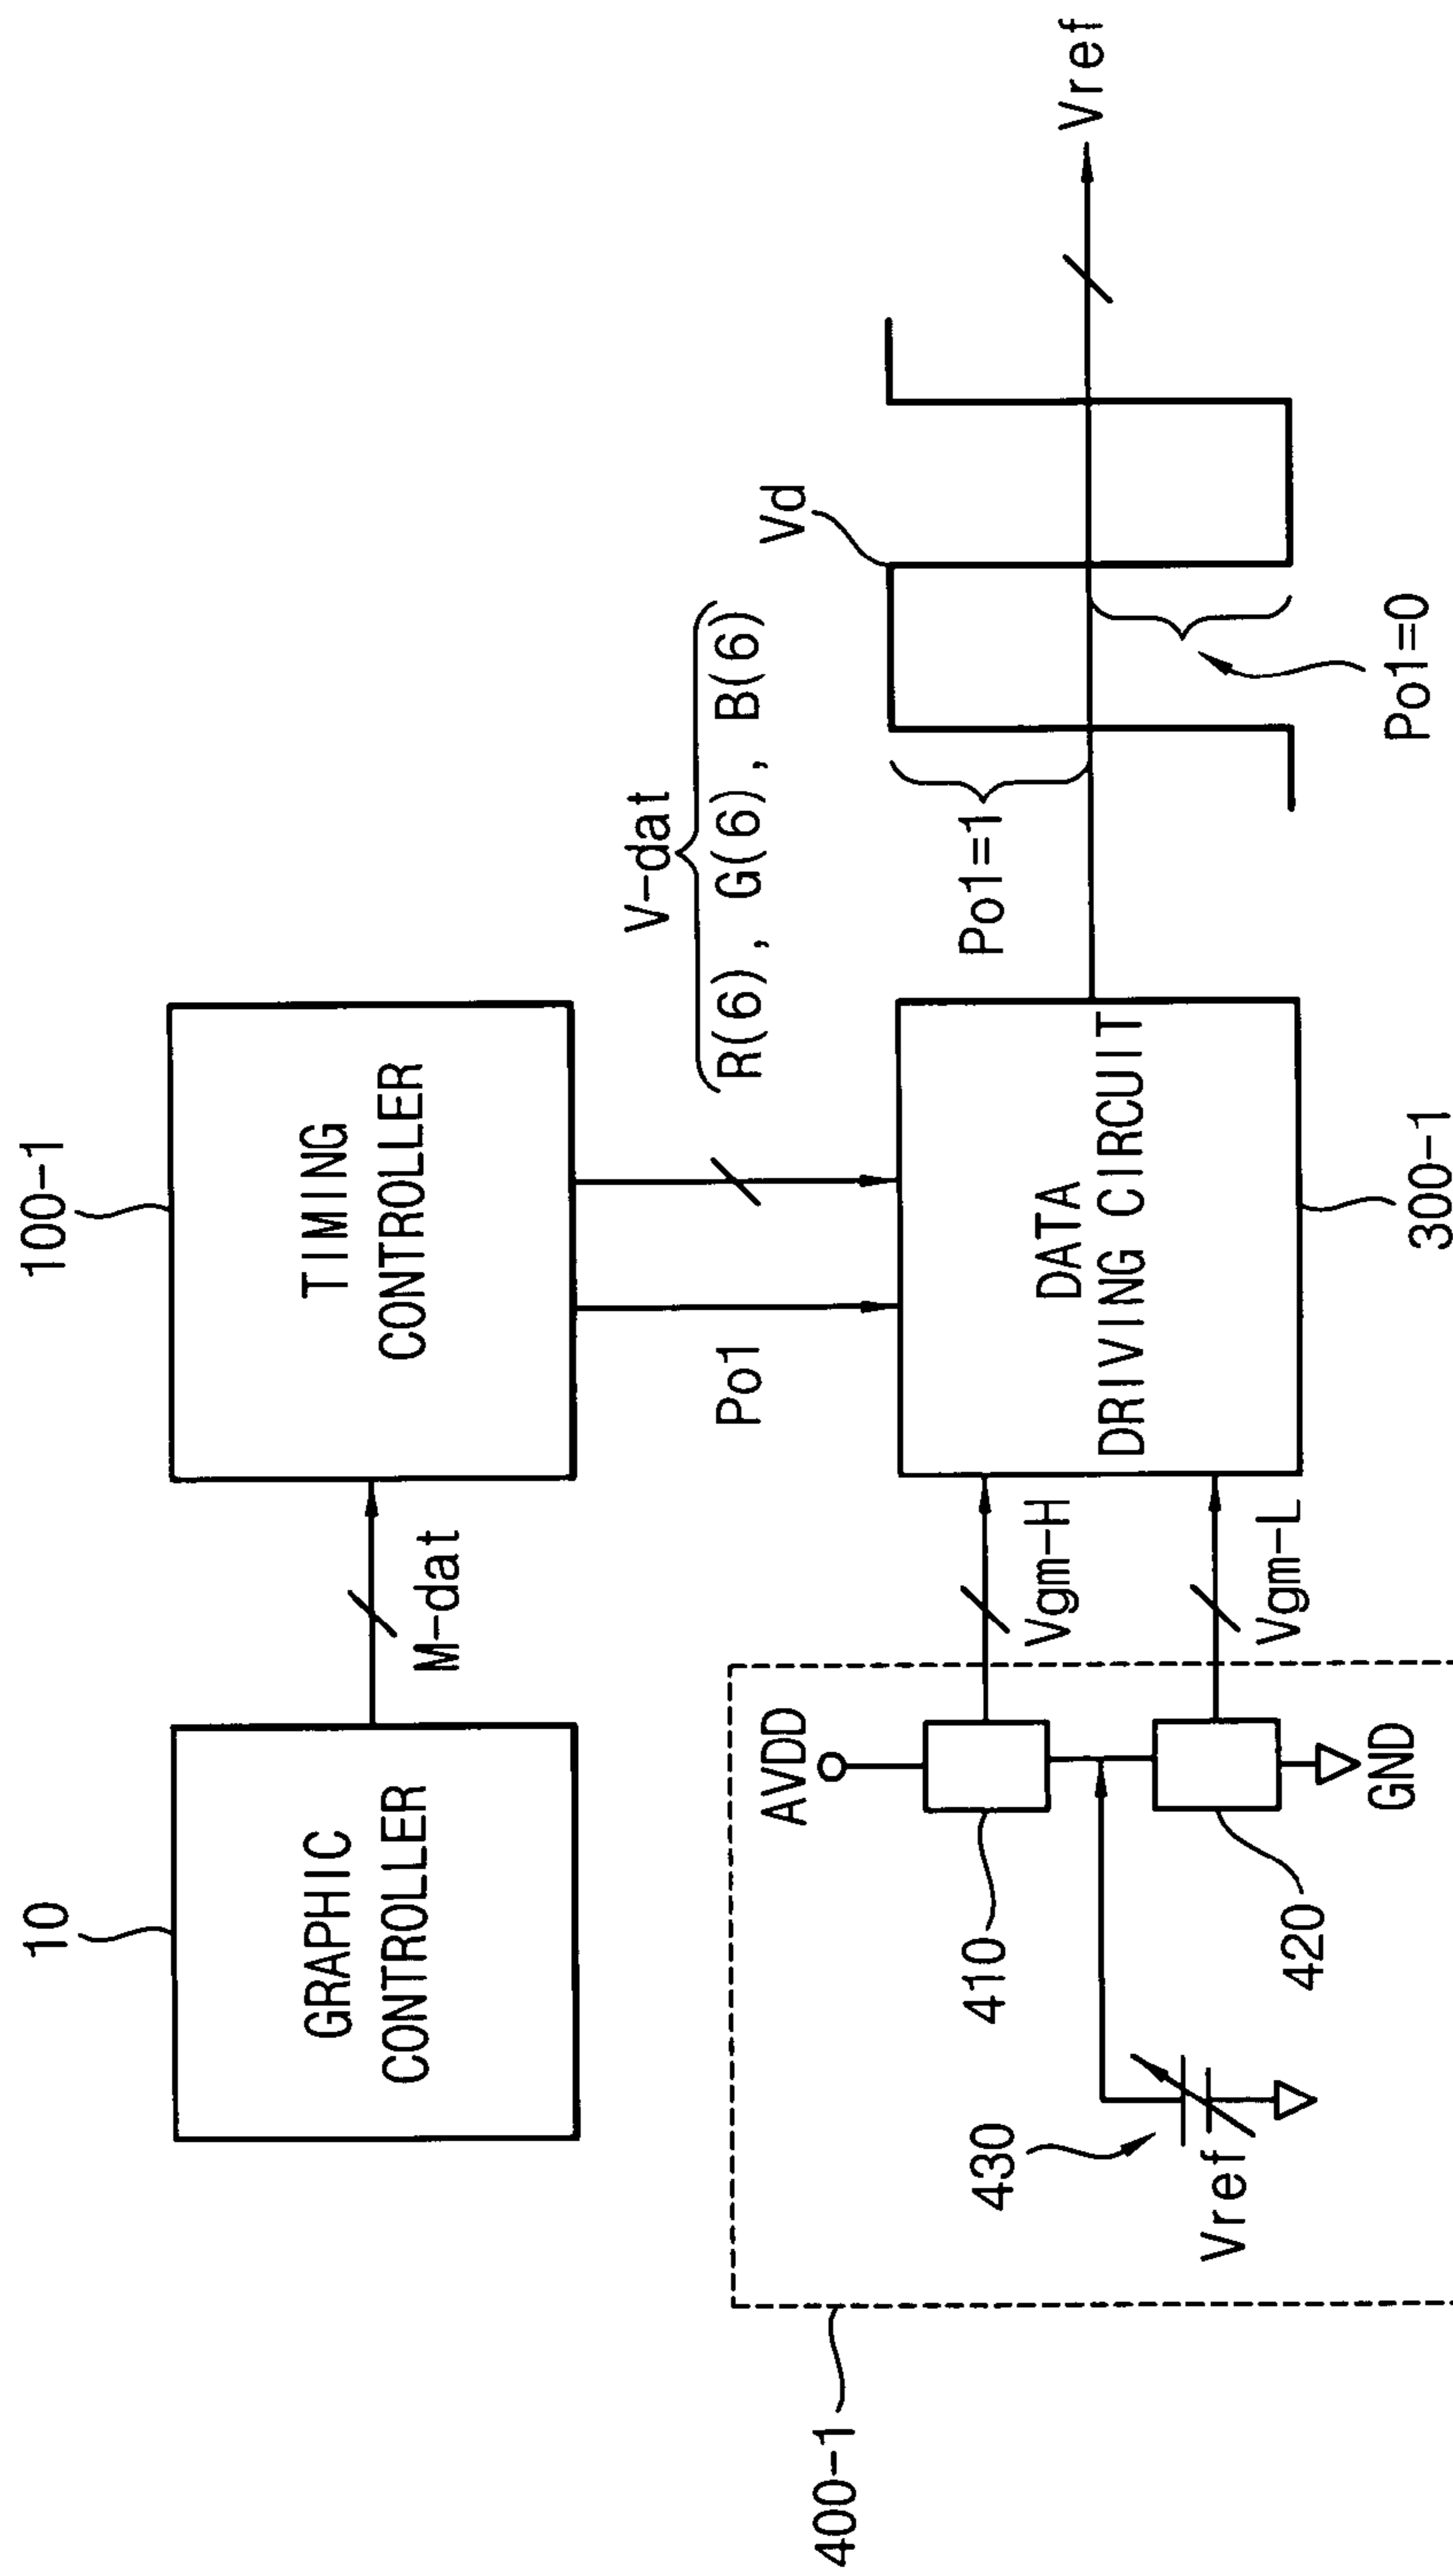 10
GRAPHIC
CONTROLLER
M-dat
100-1
TIMING
CONTROLLER
Po1
V-dat
R(6), G(6), B(6)
400-1
AVDD
410
430
Vref
420
GND
Vgm-H
Vgm-L
DATA
DRIVING CIRCUIT
300-1
Po1=1
Vd
Po1=0
Vref